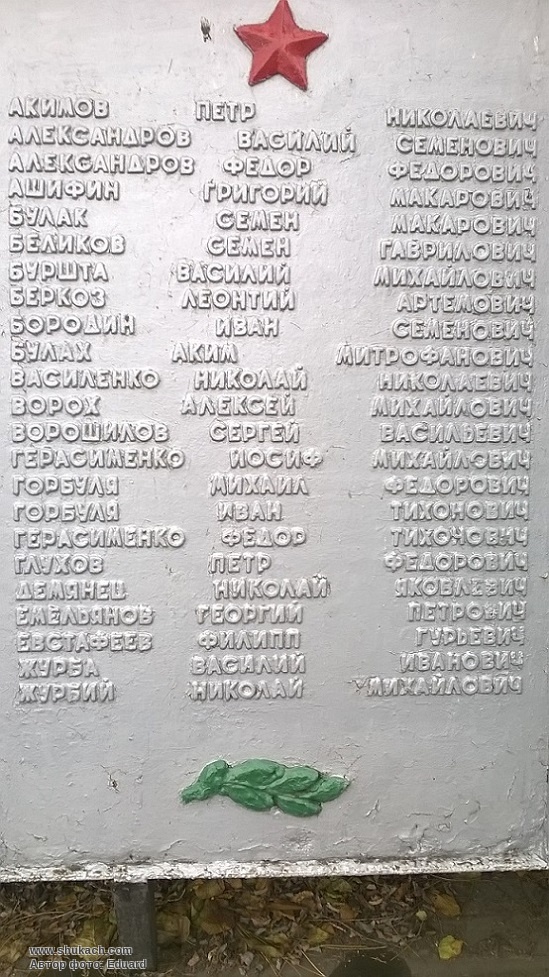 АКИМОВ ПЕТР НИКОЛАЕВИЧ
АЛЕКСАНДРОВ ВАСИЛИЙ СЕМЕНОВИЧ
АЛЕКСАНДРОВ ФЕДОР ФЕДОРОВИЧ
АШИФИН ГРИГОРИЙ МАКАРОВИЧ
БУЛАК СЕМЕН МАКАРОВИЧ
БЕЛИКОВ СЕМЕН ГАВРИЛОВИЧ
БУРШТА ВАСИЛИЙ МИХАЙЛОВИЧ
БЕРКОЗ ЛЕОНТИЙ АРТЕМОВИЧ
БОРОДИН ИВАН СЕМЕНОВИЧ
БУЛАХ АКИМ МИТРОФАНОВИЧ
ВАСИЛЕНКО НИКОЛАЙ НИКОЛАЕВИЧ
ВОРОХ АЛЕКСЕЙ МИХАЙЛОВИЧ
ВОРОШИЛОВ СЕРГЕЙ ВАСИЛЬЕВИЧ
ГЕРАСИМЕНКО ИОСИФ МИХАЙЛОВИЧ
ГОРБУЛЯ МИХАИЛ ФЕДОРОВИЧ
ГОРБУЛЯ ИВАН ТИХОНОВИЧ
ГЕРАСИМЕНКО ФЕДОР ТИХОЧОВИЧ
ГЛУХОВ ПЕТР ФЕДОРОВИЧ
ДЕМЯНЕЦ НИКОЛАЙ ЯКОВЛЕВИЧ
ЕМЕЛЬЯНОВ ГЕОРГИЙ ПЕТРОВИЧ
ЕВСТАФЕЕВ ФИЛИПП ГУРЬЕВИЧ
ЖУРБА ВАСИЛИЙ ИВАНОВИЧ
ЖУРБИЙ НИКОЛАЙ МИХАЙЛОВИЧ
www.shukach.com
Автор фото: Eduard